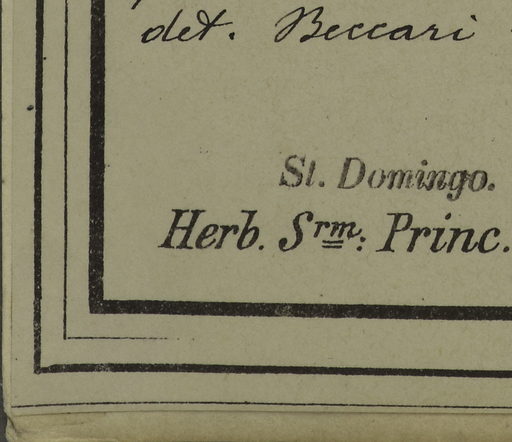 det. Beccari
St. Domingo.
Herb. Srm: Princ.